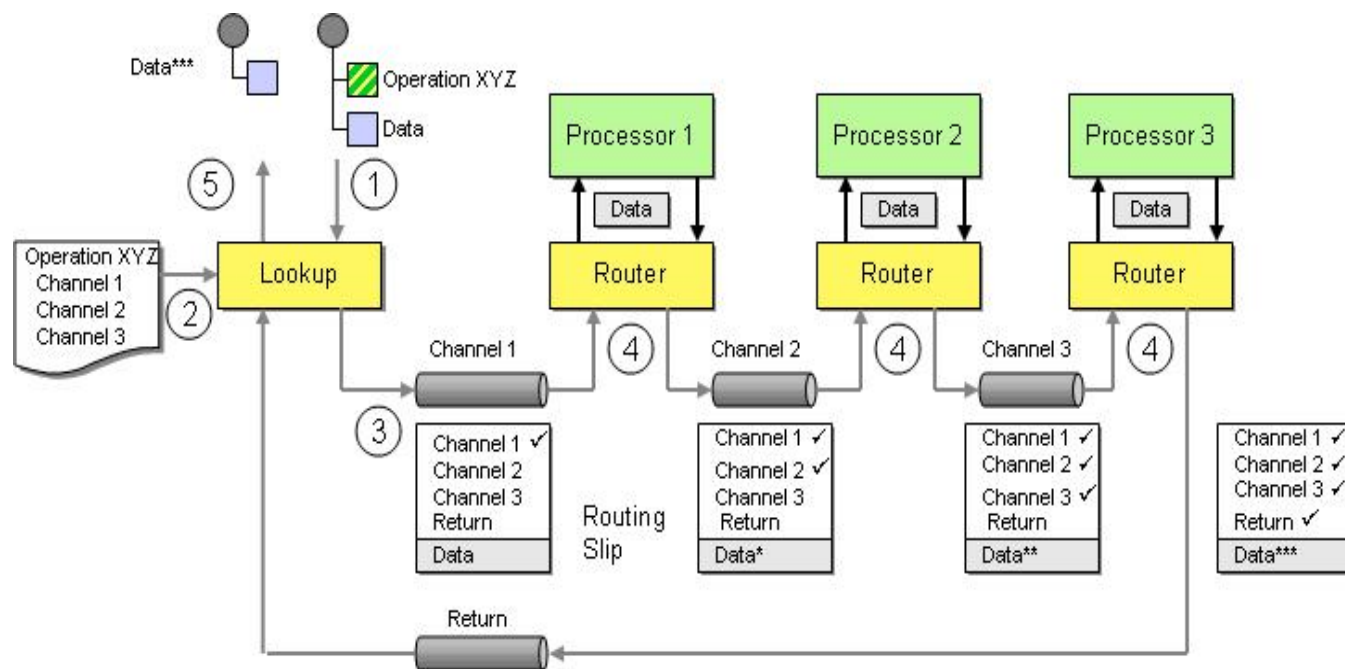 Data***
Operation XYZ
Data
Processor 1
Processor 2
Processor 3
5
1
Data
Data
Data
Operation XYZ
Channel 1
Channel 2
Channel 3
2
Lookup
Router
Router
Router
Channel 1
4
Channel 2
4
Channel 3
4
3
Channel 1 ✓
Channel 2
Channel 3
Return
Data
Routing
Slip
Channel 1 ✓
Channel 2 ✓
Channel 3
Return
Data*
Channel 1 ✓
Channel 2 ✓
Channel 3 ✓
Return
Data**
Channel 1 ✓
Channel 2 ✓
Channel 3 ✓
Return ✓
Data***
Return